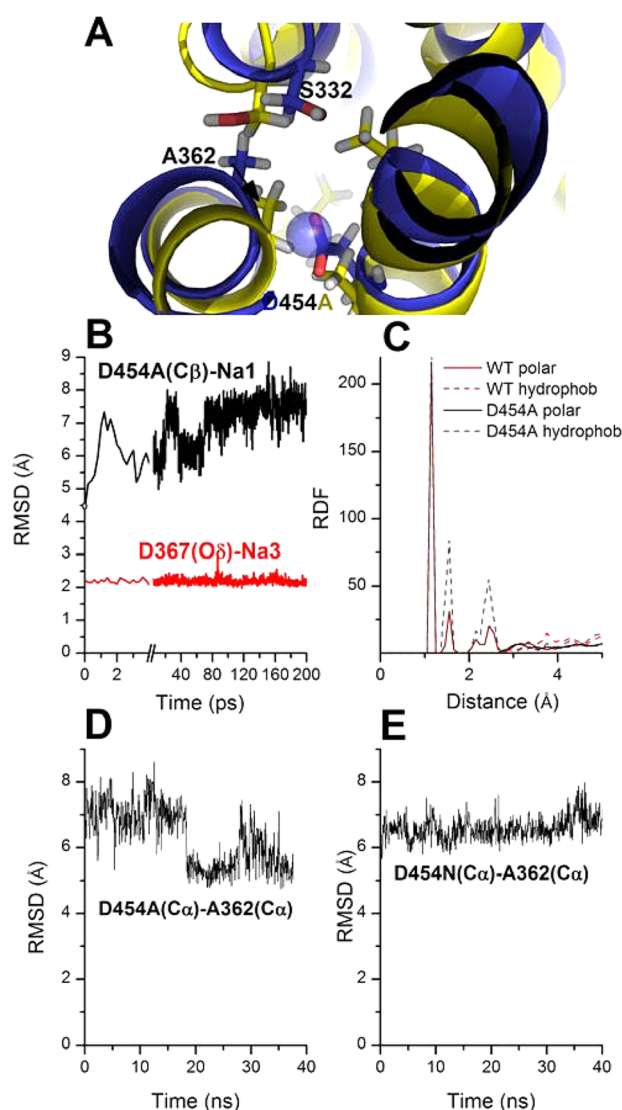 A
S332
A362
D454A
B
D454A(Cβ)-Na1
D367(Oδ)-Na3
RMSD (Å)
9
8
7
6
5
4
3
2
1
0
0 2 40 80 120 160 200
Time (ps)
C
WT polar
WT hydrophob
D454A polar
D454A hydrophob
RDF
200
150
100
50
0 2 4
Distance (Å)
D
D454A(Cα)-A362(Cα)
RMSD (Å)
8
6
4
2
0
0 10 20 30 40
Time (ns)
E
D454N(Cα)-A362(Cα)
RMSD (Å)
8
6
4
2
0
0 10 20 30 40
Time (ns)